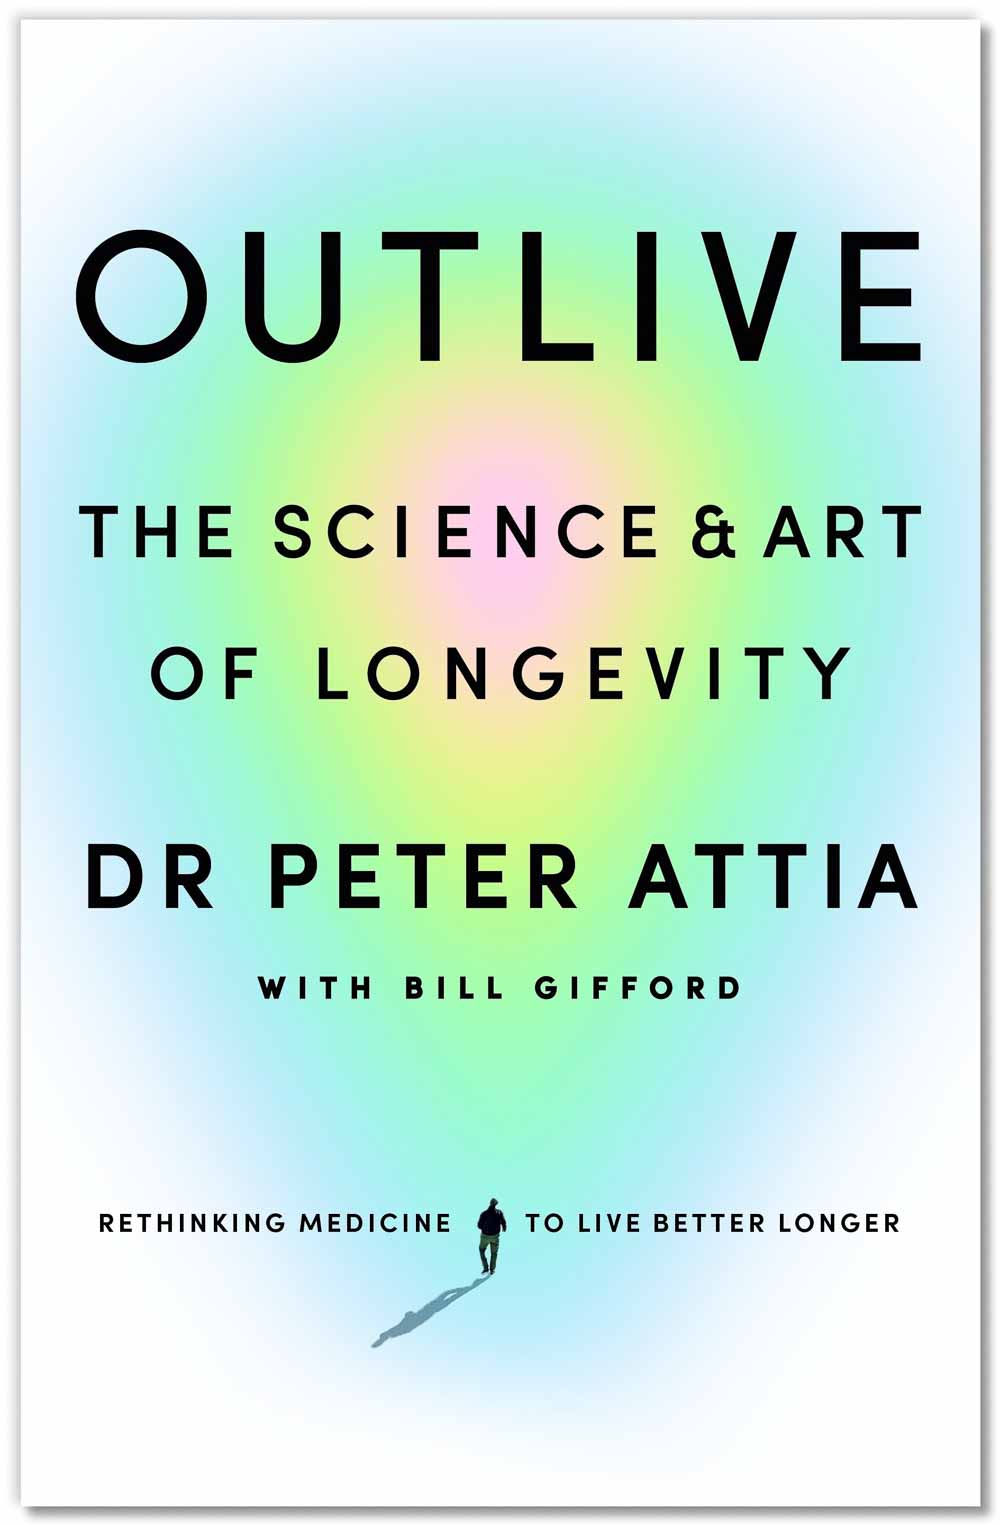 OUTLIVE
THE SCIENCE & ART
OF LONGEVITY
DR PETER ATTIA
WITH BILL GIFFORD
RETHINKING MEDICINE TO LIVE BETTER LONGER